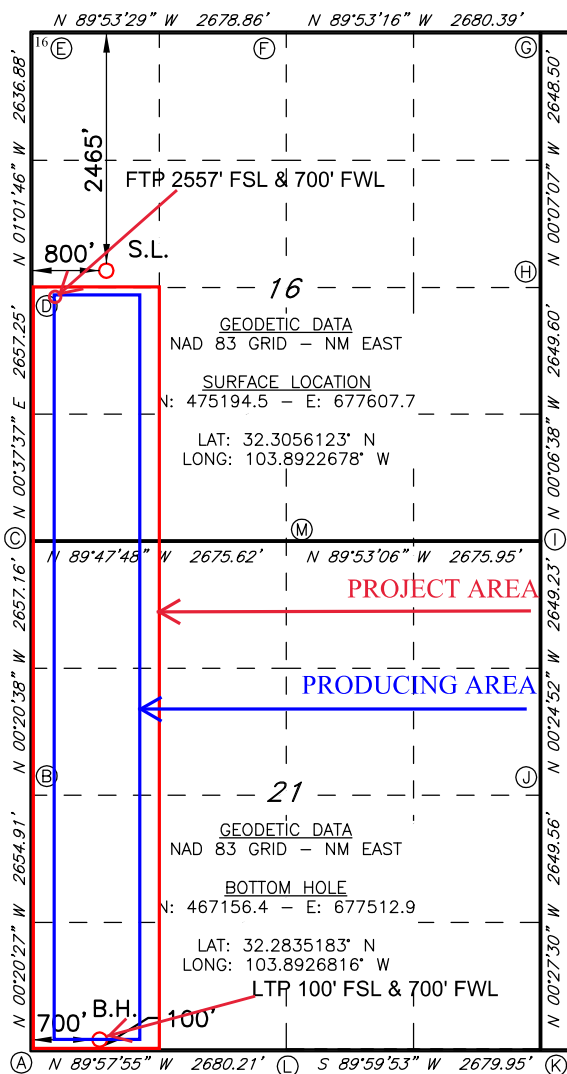 N 89°53'29" W 2678.86' N 89°53'16" W 2680.39'
16 E F G
N 01°01'46" W 2636.88'
2465'
N 00°07'07" W 2648.50'
FTP 2557' FSL & 700' FWL
800' S.L.
H
D
16
GEODETIC DATA
NAD 83 GRID – NM EAST
SURFACE LOCATION
N: 475194.5 – E: 677607.7
LAT: 32.3056123° N
LONG: 103.8922678° W
N 00°37'37" E 2657.25'
N 00°06'38" W 2649.60'
C M I
N 89°47'48" W 2675.62' N 89°53'06" W 2675.95'
PROJECT AREA
N 00°20'38" W 2657.16'
N 00°24'52" W 2649.23'
PRODUCING AREA
B J
21
GEODETIC DATA
NAD 83 GRID – NM EAST
BOTTOM HOLE
N: 467156.4 – E: 677512.9
LAT: 32.2835183° N
LONG: 103.8926816° W
N 00°20'27" W 2654.91'
N 00°27'30" W 2649.56'
LTP 100' FSL & 700' FWL
700' B.H. 100'
A L K
N 89°57'55" W 2680.21' S 89°59'53" W 2679.95'